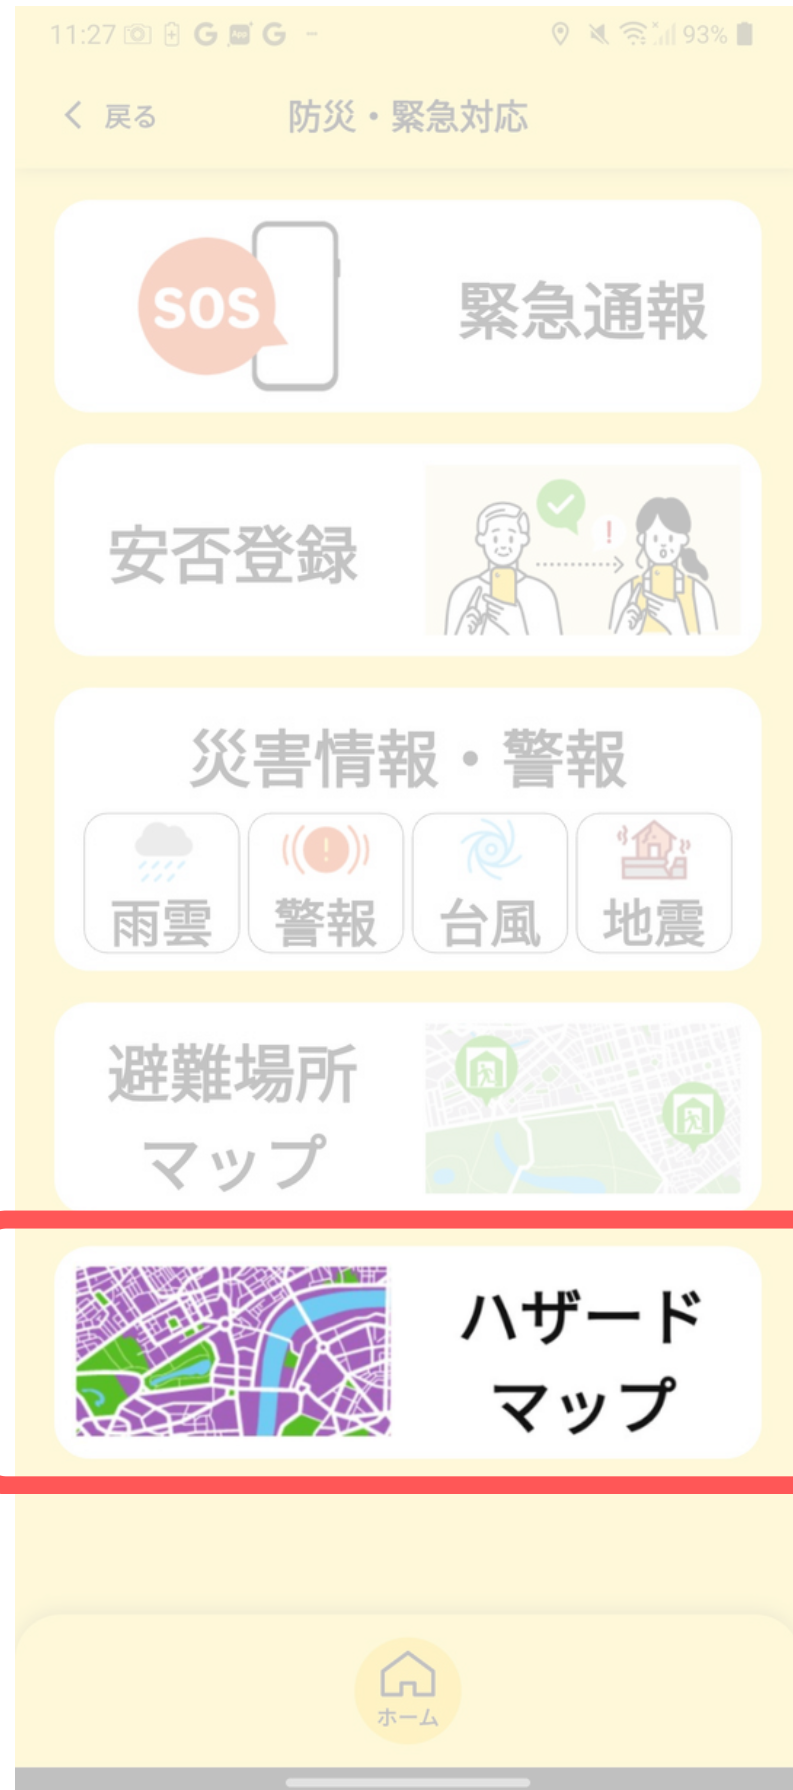 11:27 G App G
93%
戻る 防災・緊急対応
SOS 緊急通報
安否登録
!
災害情報・警報
!
雨雲 警報 台風 地震
避難場所
マップ
ハザード
マップ
ホーム